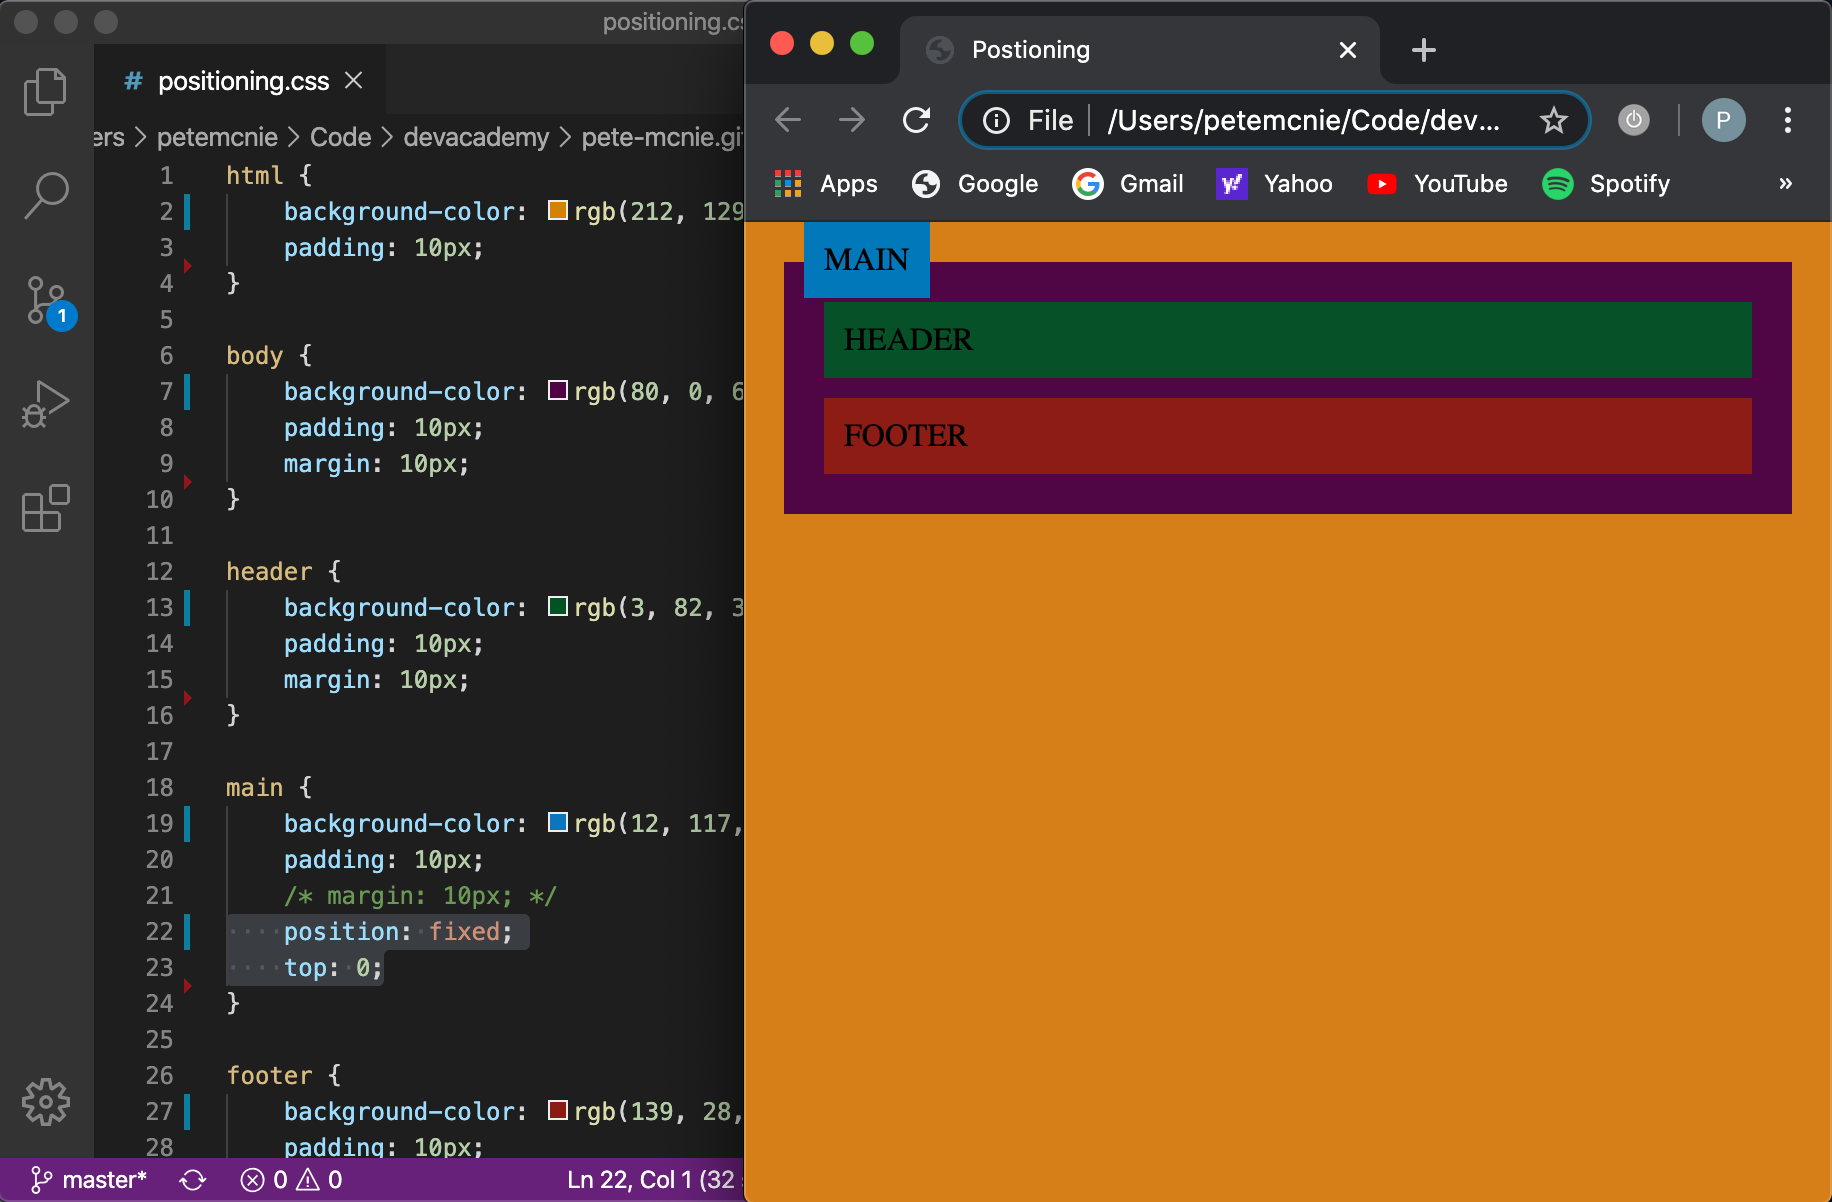 positioning.cs
# positioning.css
ers > petemcnie > Code > devacademy > pete-mcnie.gi
1 html {
2 background-color: rgb(212, 129
3 padding: 10px;
4 }
5
6 body {
7 background-color: rgb(80, 0, 6
8 padding: 10px;
9 margin: 10px;
10 }
11
12 header {
13 background-color: rgb(3, 82, 3
14 padding: 10px;
15 margin: 10px;
16 }
17
18 main {
19 background-color: rgb(12, 117,
20 padding: 10px;
21 /* margin: 10px; */
22 position: fixed;
23 top: 0;
24 }
25
26 footer {
27 background-color: rgb(139, 28,
28 padding: 10px;
1
master* 0 0 Ln 22, Col 1 (32
Postioning
File /Users/petemcnie/Code/dev... P
Apps Google Gmail Yahoo YouTube Spotify »
MAIN
HEADER
FOOTER